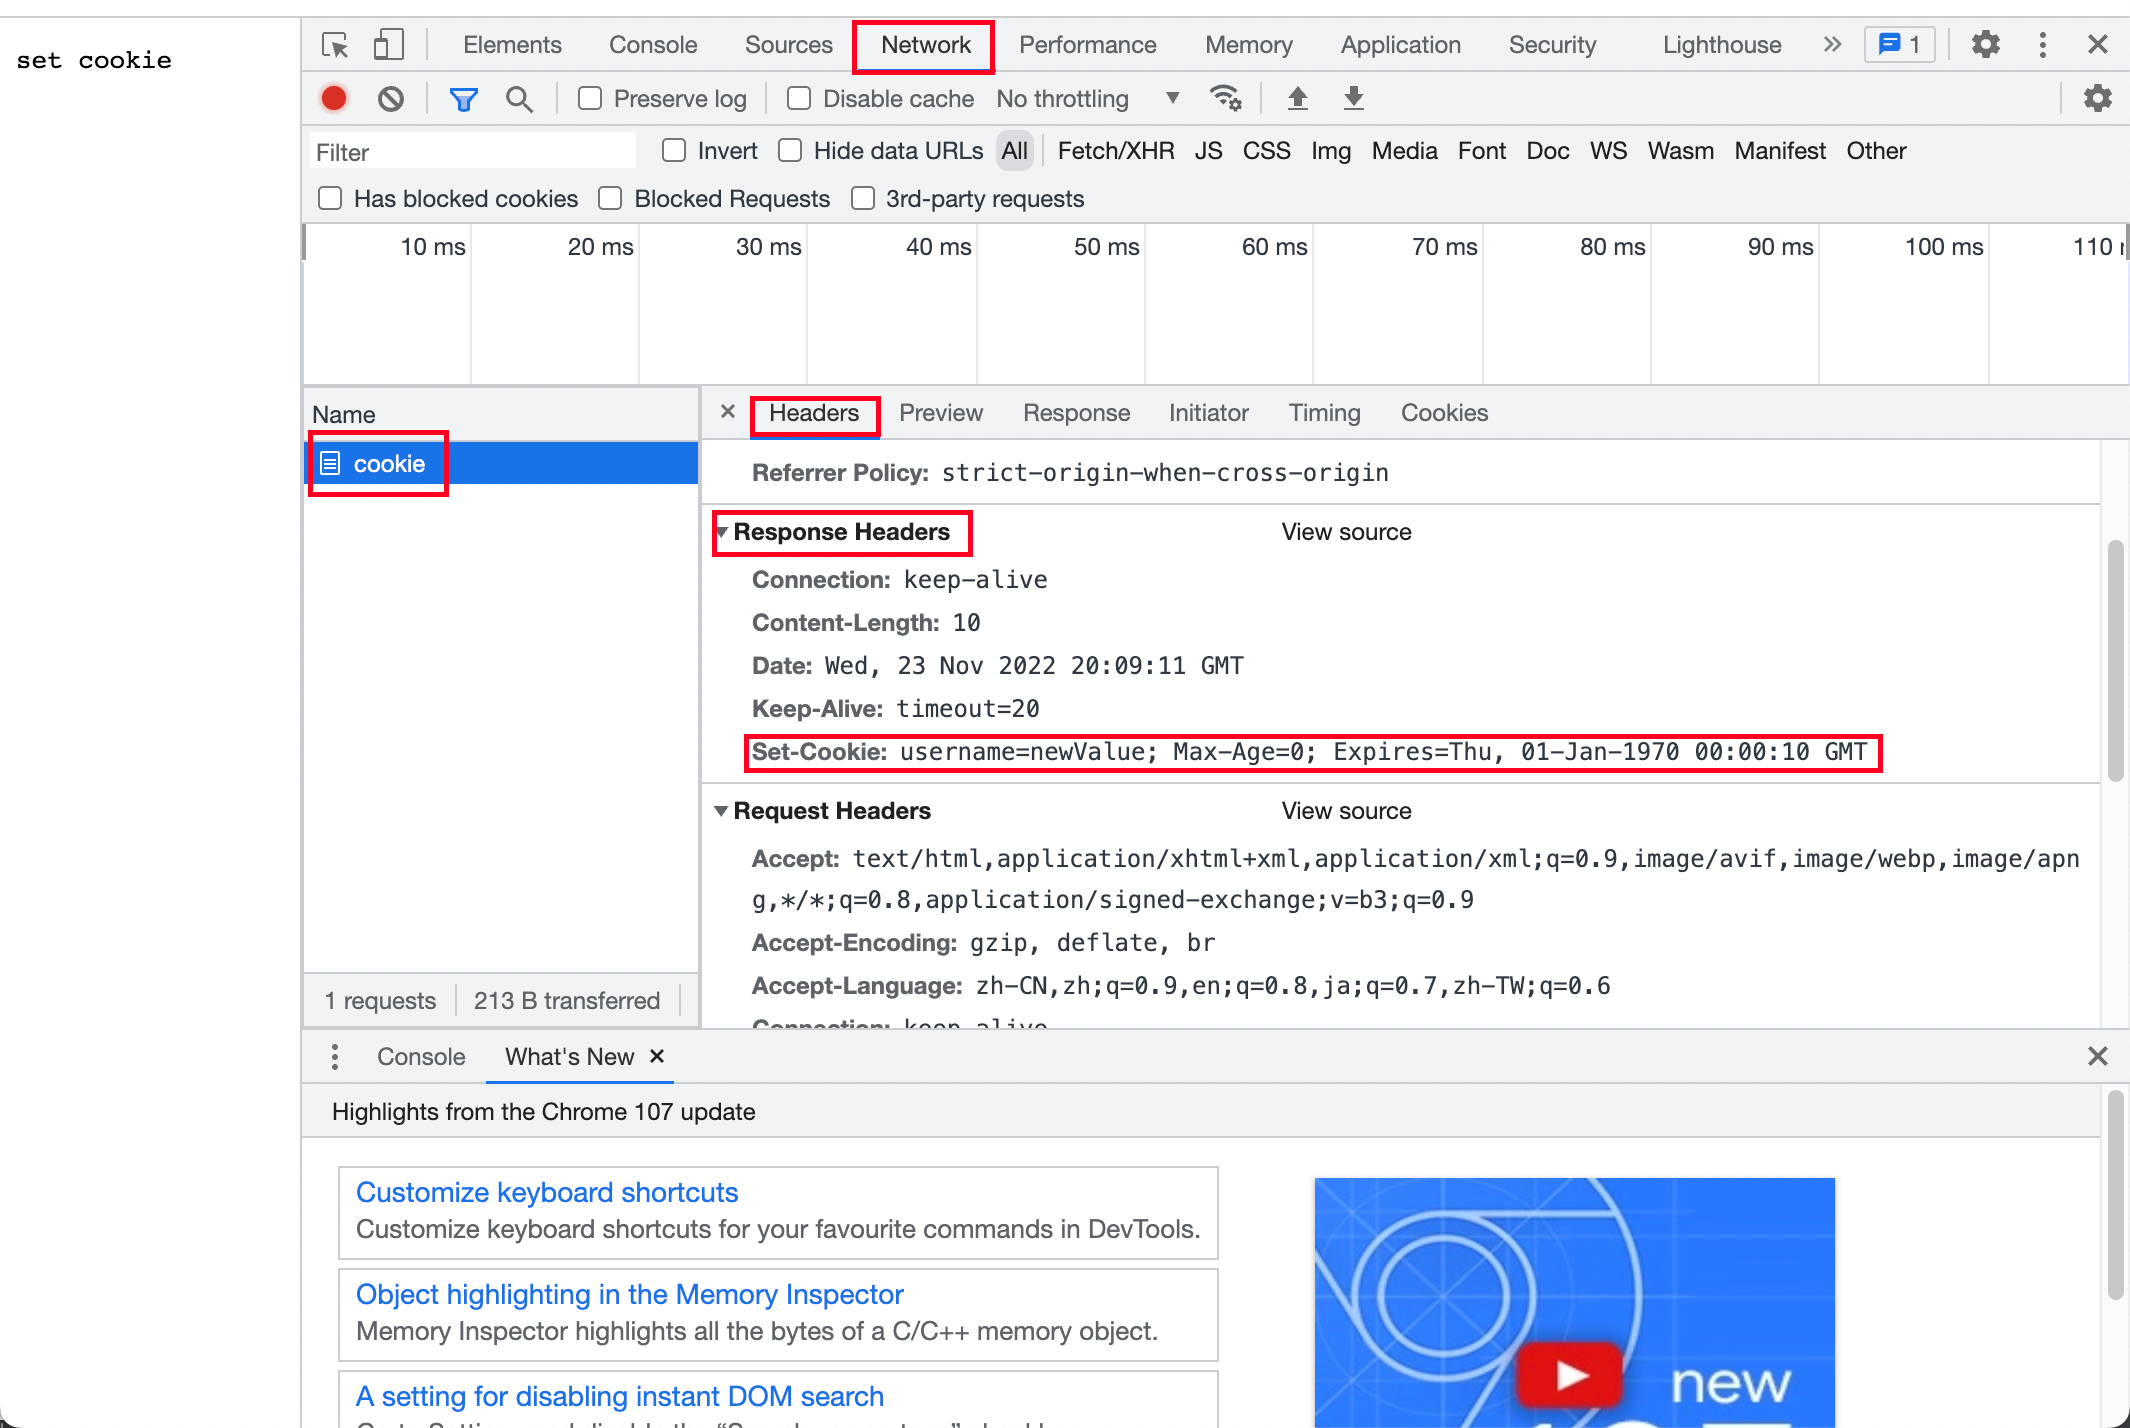 set cookie
Elements Console Sources Network Performance Memory Application Security Lighthouse » 1
Preserve log Disable cache No throttling
Filter Invert Hide data URLs All Fetch/XHR JS CSS Img Media Font Doc WS Wasm Manifest Other
Has blocked cookies Blocked Requests 3rd-party requests
10 ms 20 ms 30 ms 40 ms 50 ms 60 ms 70 ms 80 ms 90 ms 100 ms 110
Name
cookie
1 requests 213 B transferred
Headers Preview Response Initiator Timing Cookies
Referrer Policy: strict-origin-when-cross-origin
Response Headers View source
Connection: keep-alive
Content-Length: 10
Date: Wed, 23 Nov 2022 20:09:11 GMT
Keep-Alive: timeout=20
Set-Cookie: username=newValue; Max-Age=0; Expires=Thu, 01-Jan-1970 00:00:10 GMT
Request Headers View source
Accept: text/html,application/xhtml+xml,application/xml;q=0.9,image/avif,image/webp,image/apn
g,*/*;q=0.8,application/signed-exchange;v=b3;q=0.9
Accept-Encoding: gzip, deflate, br
Accept-Language: zh-CN,zh;q=0.9,en;q=0.8,ja;q=0.7,zh-TW;q=0.6
Connection: keep-alive
Console What's New
Highlights from the Chrome 107 update
Customize keyboard shortcuts
Customize keyboard shortcuts for your favourite commands in DevTools.
Object highlighting in the Memory Inspector
Memory Inspector highlights all the bytes of a C/C++ memory object.
A setting for disabling instant DOM search
new